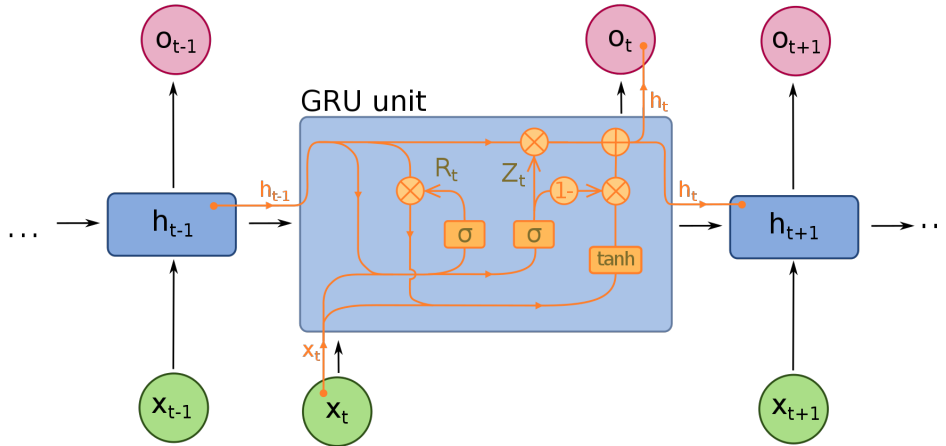 o_t-1
o_t
o_t+1
GRU unit
h_t
R_t
Z_t
h_t-1
1-
h_t
h_t-1
σ
σ
h_t+1
...
tanh
..
x_t
x_t-1
x_t
x_t+1